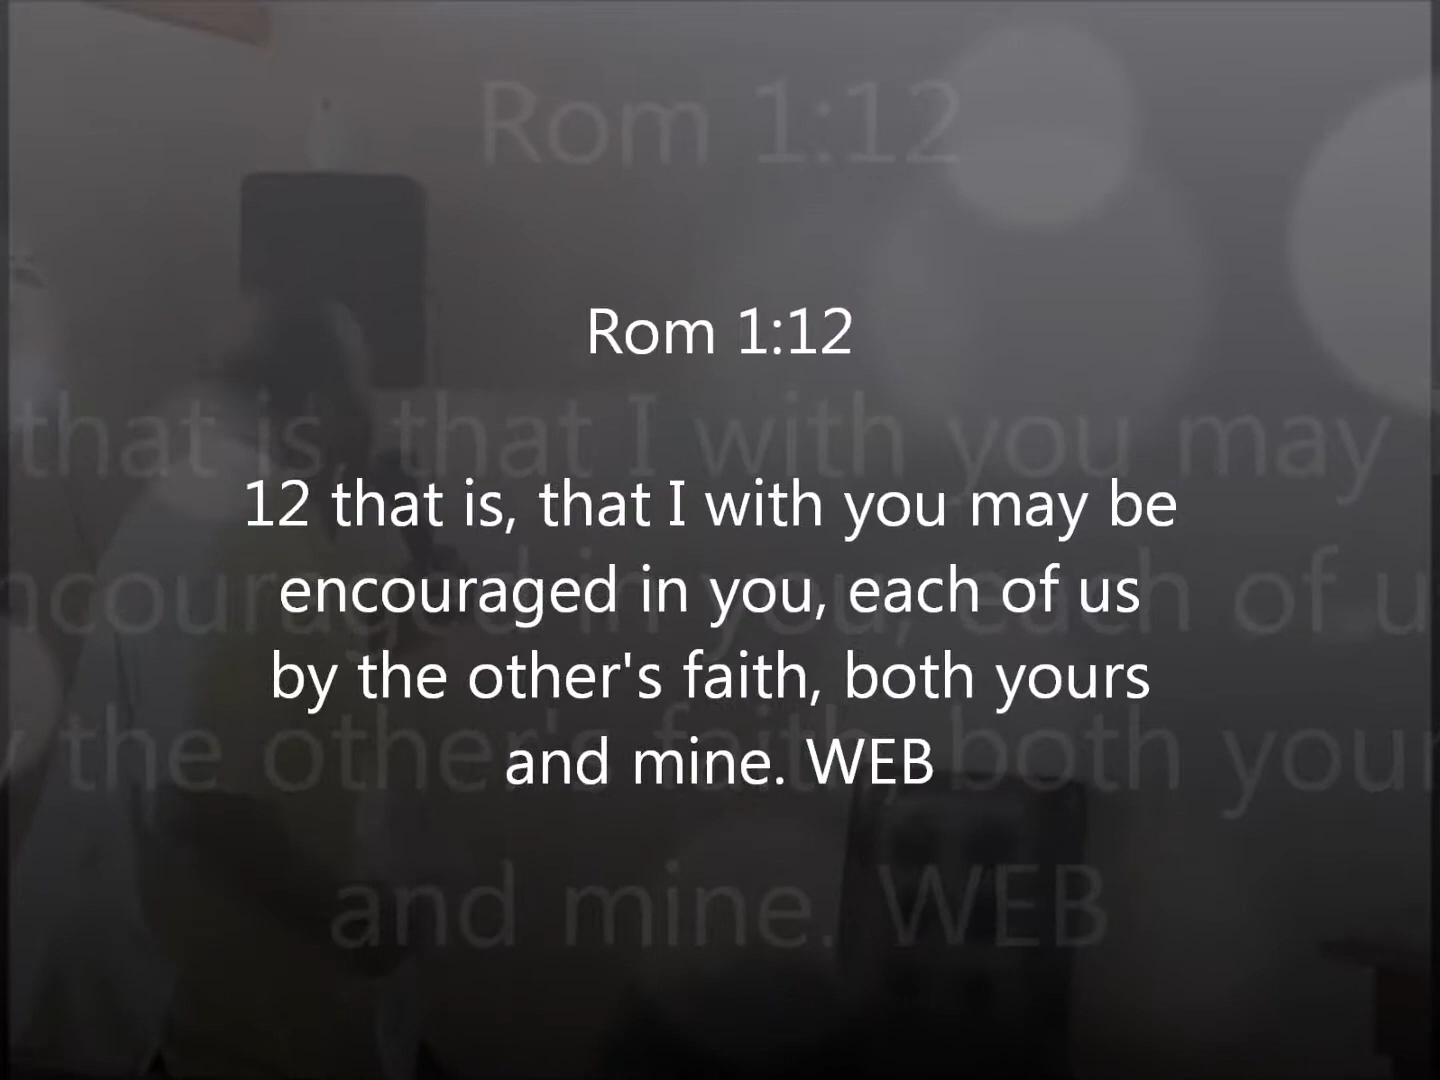 Rom 1:12
12 that is, that I with you may be
encouraged in you, each of us
by the other's faith, both yours
and mine. WEB